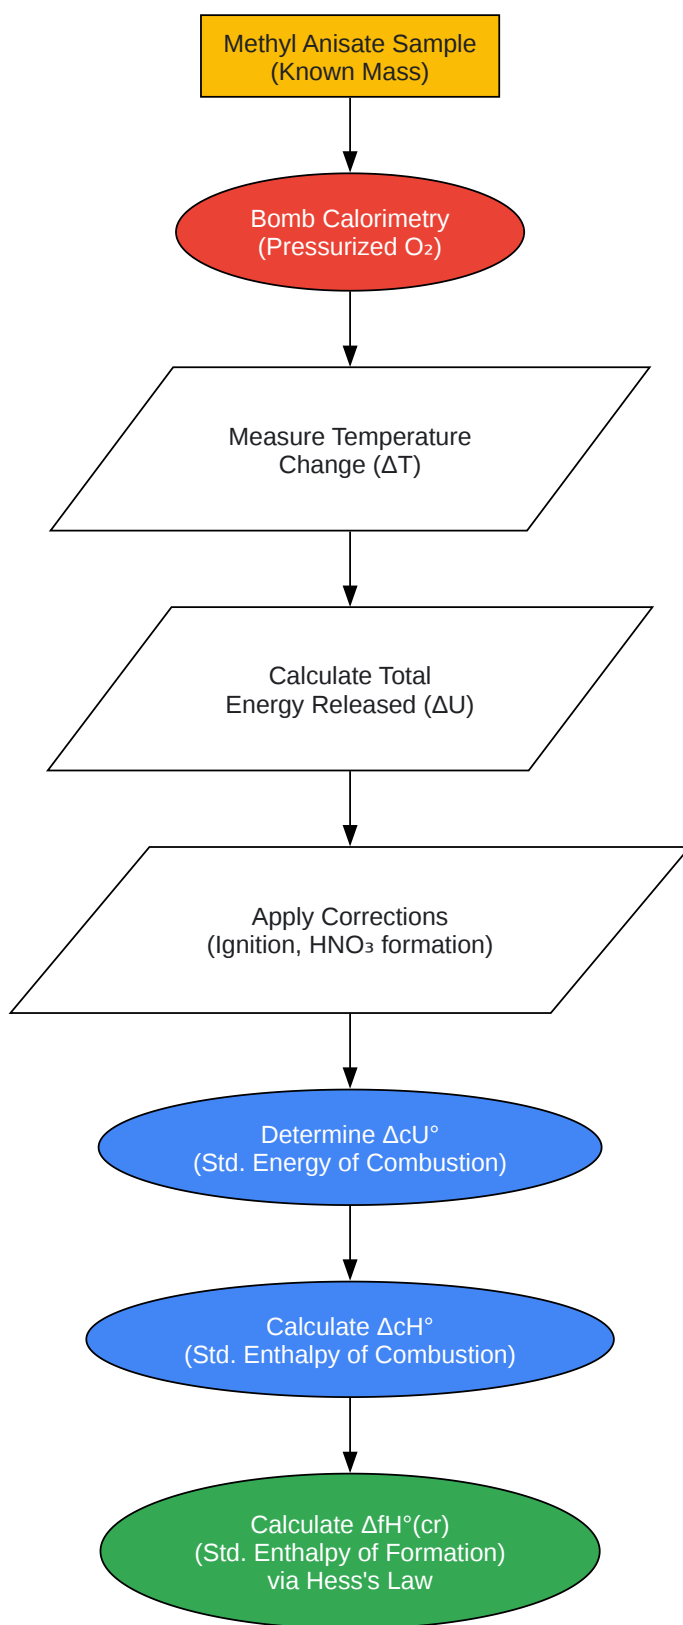 Methyl Anisate Sample
(Known Mass)
Bomb Calorimetry
(Pressurized O₂)
Measure Temperature
Change (ΔT)
Calculate Total
Energy Released (ΔU)
Apply Corrections
(Ignition, HNO₃ formation)
Determine ΔcU°
(Std. Energy of Combustion)
Calculate ΔcH°
(Std. Enthalpy of Combustion)
Calculate ΔfH°(cr)
(Std. Enthalpy of Formation)
via Hess's Law